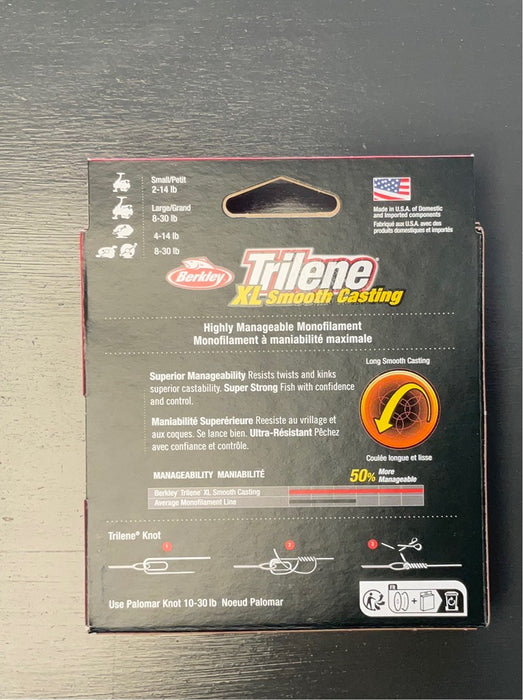 Small/Petit
2-14 lb
Large/Grand
8-30 lb
4-14 lb
8-30 lb
Made in U.S.A. of Domestic
and Imported components
Fabriqué aux U.S.A. avec des
produits domestiques et importés
Berkley
Trilene®
XL Smooth Casting
Highly Manageable Monofilament
Monofilament à maniabilité maximale
Long Smooth Casting
Superior Manageability Resists twists and kinks
superior castability. Super Strong Fish with confidence
and control.
Maniabilité Supérieure Reesiste au vrillage et
aux coques. Se lance bien. Ultra-Résistant Pêchez
avec confiance et contrôle.
Coulée longue et lisse
MANAGEABILITY MANIABILITÉ
50% More
Manageable
Berkley® Trilene® XL Smooth Casting
Average Monofilament Line
Trilene® Knot
1
2
3
Use Palomar Knot 10-30 lb Noeud Palomar
FR
+